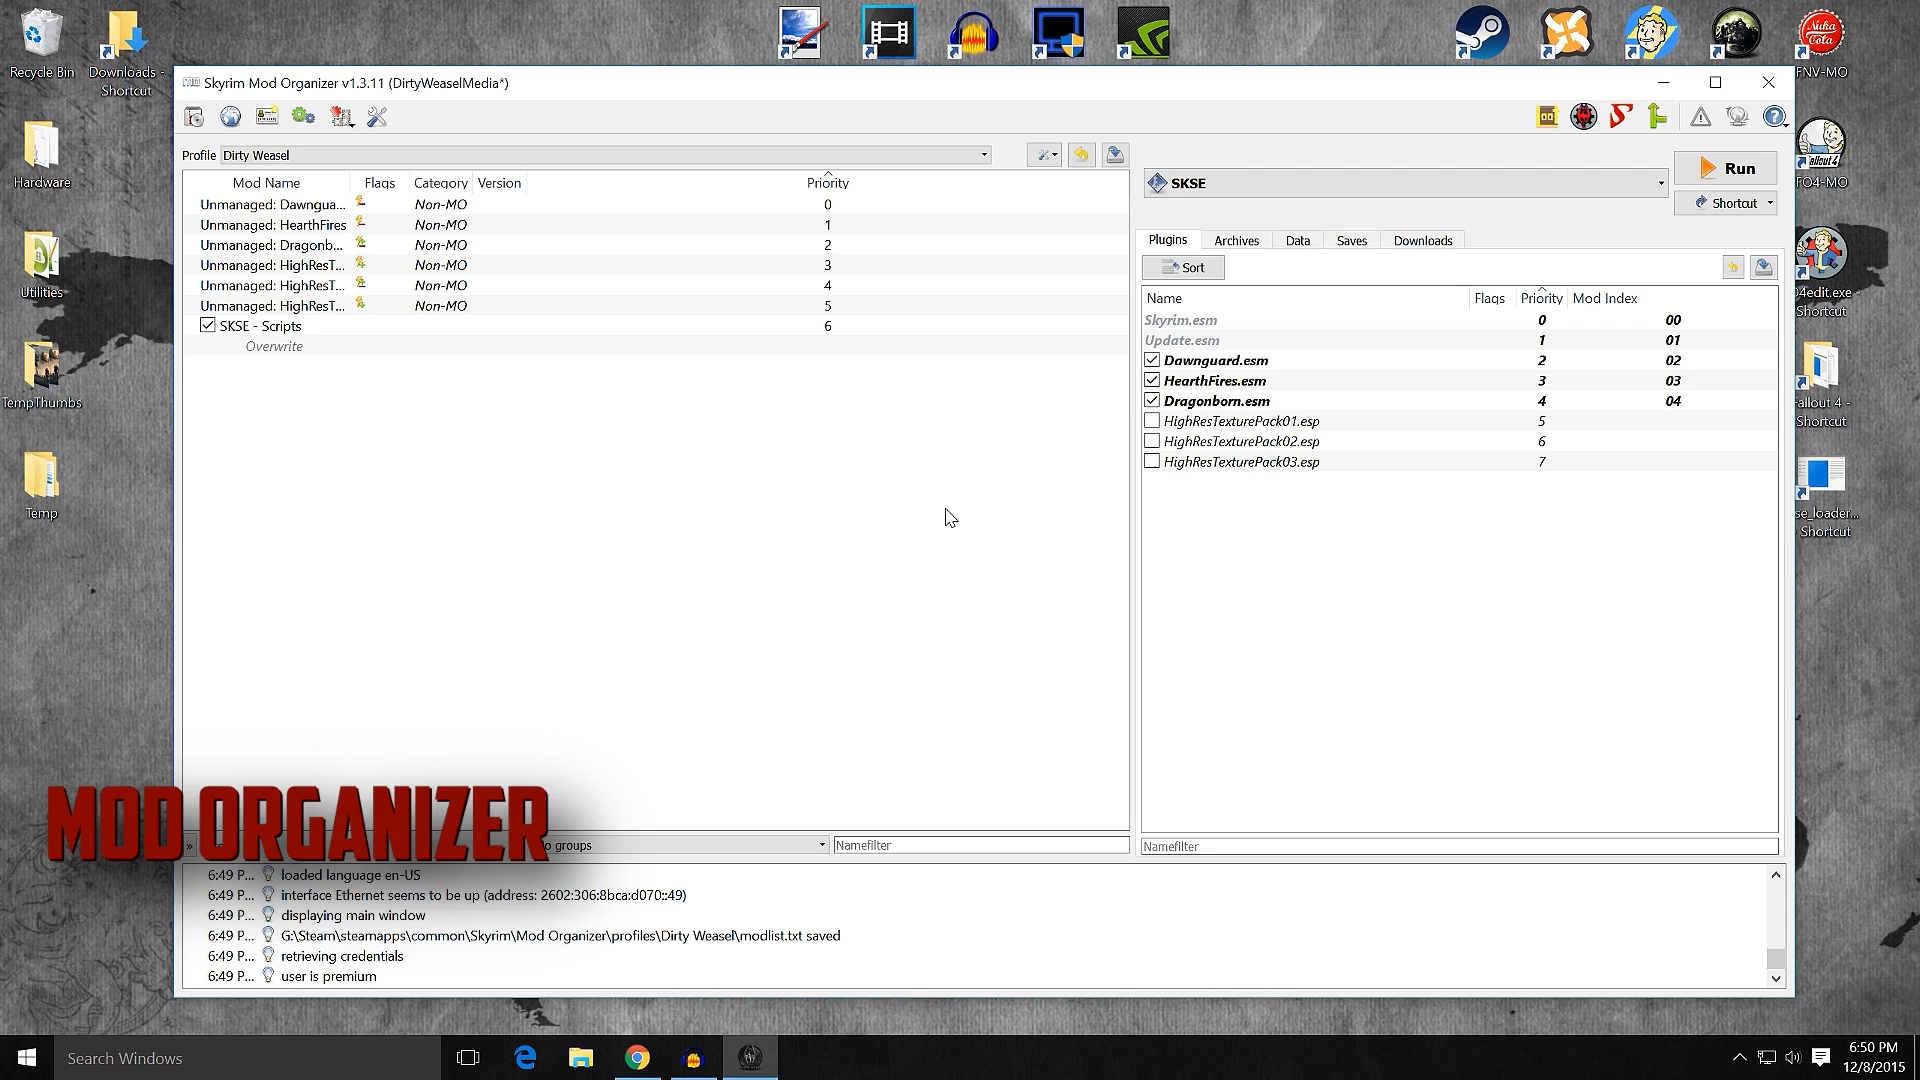 Recycle Bin
Downloads - Shortcut
Hardware
Utilities
TempThumbs
Temp
Nuka Cola
FNV-MO
Fallout 4
FO4-MO
04edit.exe - Shortcut
Fallout 4 - Shortcut
se_loader... Shortcut
Skyrim Mod Organizer v1.3.11 (DirtyWeaselMedia*)
Profile Dirty Weasel
Mod Name Flags Category Version Priority
Unmanaged: Dawngua... Non-MO 0
Unmanaged: HearthFires Non-MO 1
Unmanaged: Dragonb... Non-MO 2
Unmanaged: HighResT... Non-MO 3
Unmanaged: HighResT... Non-MO 4
Unmanaged: HighResT... Non-MO 5
SKSE - Scripts 6
Overwrite
SKSE
Run
Shortcut
Plugins Archives Data Saves Downloads
Sort
Name Flags Priority Mod Index
Skyrim.esm 0 00
Update.esm 1 01
Dawnguard.esm 2 02
HearthFires.esm 3 03
Dragonborn.esm 4 04
HighResTexturePack01.esp 5
HighResTexturePack02.esp 6
HighResTexturePack03.esp 7
MOD ORGANIZER
groups
Namefilter
Namefilter
6:49 P... loaded language en-US
6:49 P... interface Ethernet seems to be up (address: 2602:306:8bca:d070::49)
6:49 P... displaying main window
6:49 P... G:\Steam\steamapps\common\Skyrim\Mod Organizer\profiles\Dirty Weasel\modlist.txt saved
6:49 P... retrieving credentials
6:49 P... user is premium
Search Windows
6:50 PM
12/8/2015